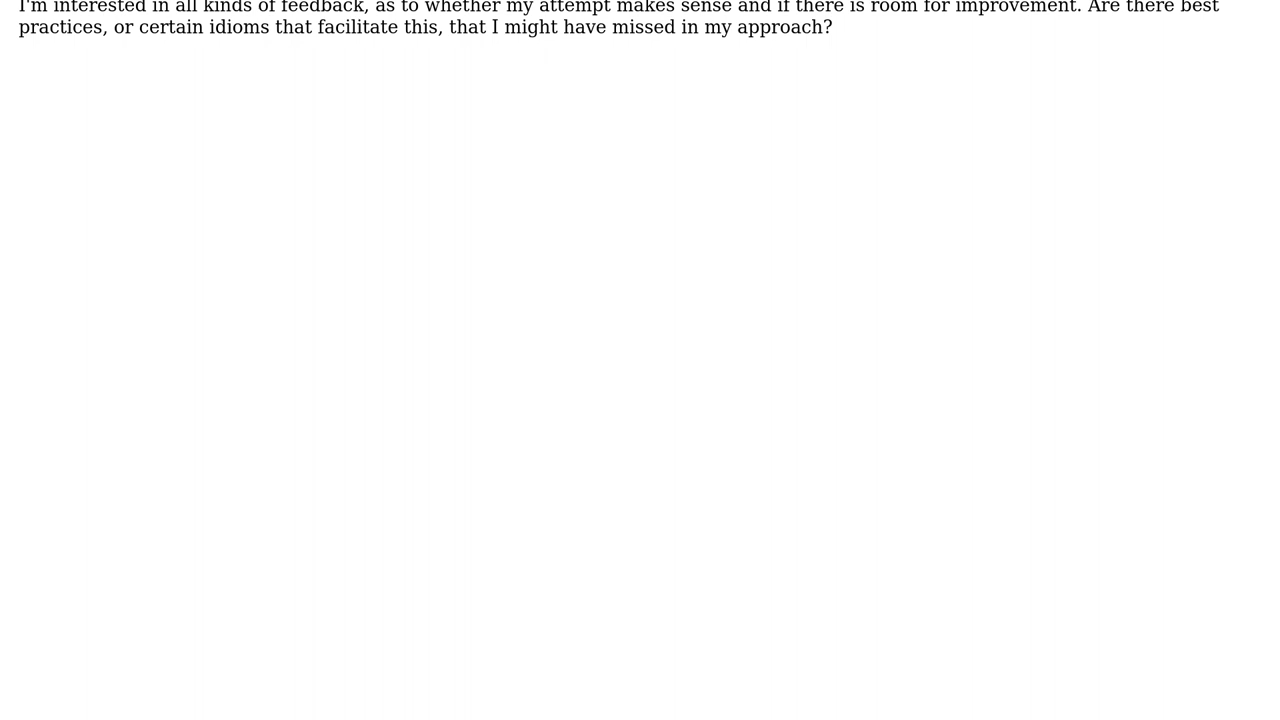 I'm interested in all kinds of feedback, as to whether my attempt makes sense and if there is room for improvement. Are there best
practices, or certain idioms that facilitate this, that I might have missed in my approach?